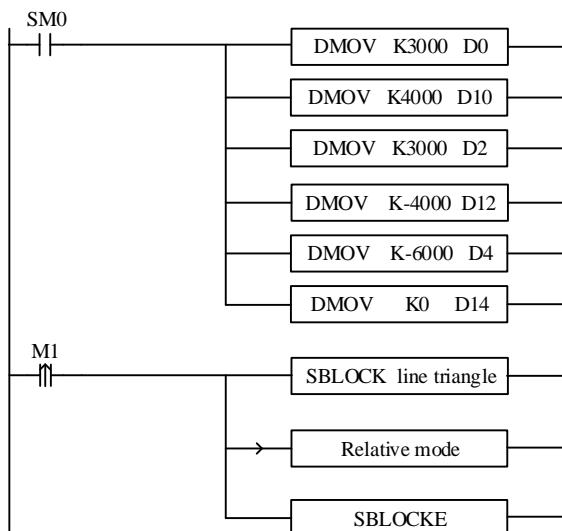 SM0
DMOV K3000 D0
DMOV K4000 D10
DMOV K3000 D2
DMOV K-4000 D12
DMOV K-6000 D4
DMOV K0 D14
M1
SBLOCK line triangle
Relative mode
SBLOCKE